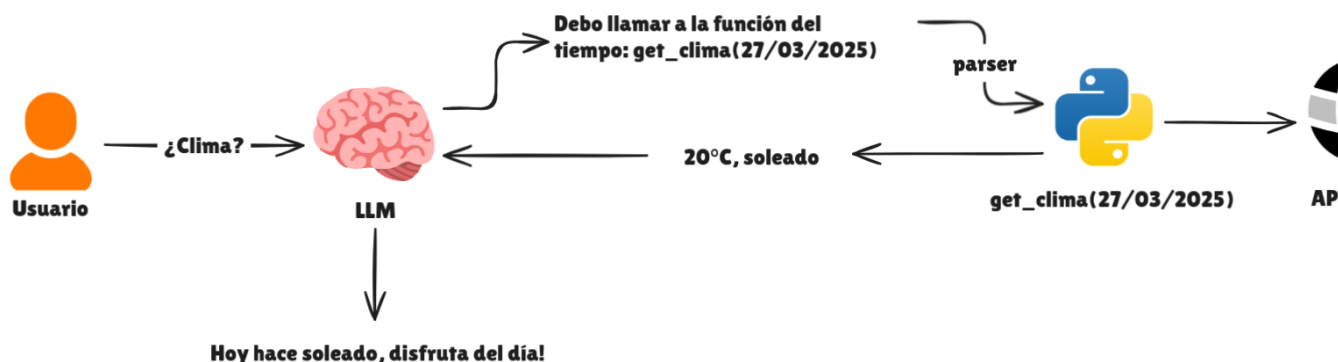 Debo llamar a la función del
tiempo: get_clima(27/03/2025)
parser
¿Clima?
20°C, soleado
Usuario
LLM
get_clima(27/03/2025)
AP
Hoy hace soleado, disfruta del día!